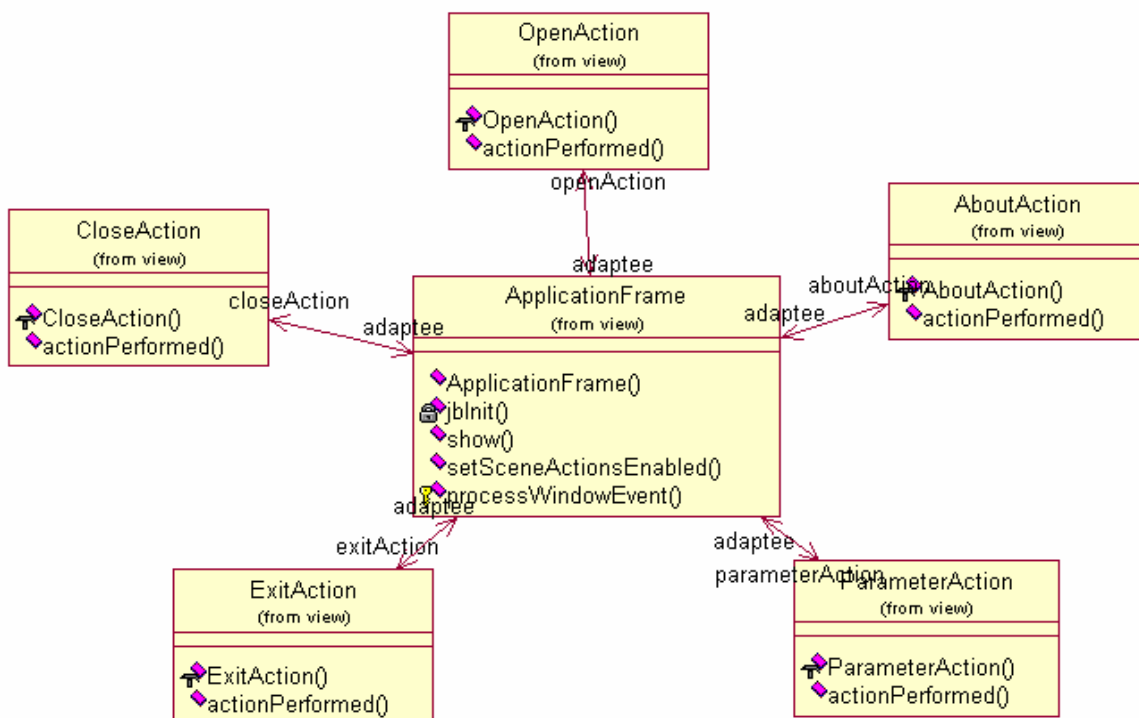 OpenAction
(from view)
OpenAction()
actionPerformed()
openAction
adaptee
CloseAction
(from view)
CloseAction()
actionPerformed()
closeAction
adaptee
AboutAction
(from view)
AboutAction()
actionPerformed()
aboutAction
adaptee
ApplicationFrame
(from view)
ApplicationFrame()
jbInit()
show()
setSceneActionsEnabled()
processWindowEvent()
adaptee
exitAction
ExitAction
(from view)
ExitAction()
actionPerformed()
adaptee
parameterAction
ParameterAction
(from view)
ParameterAction()
actionPerformed()